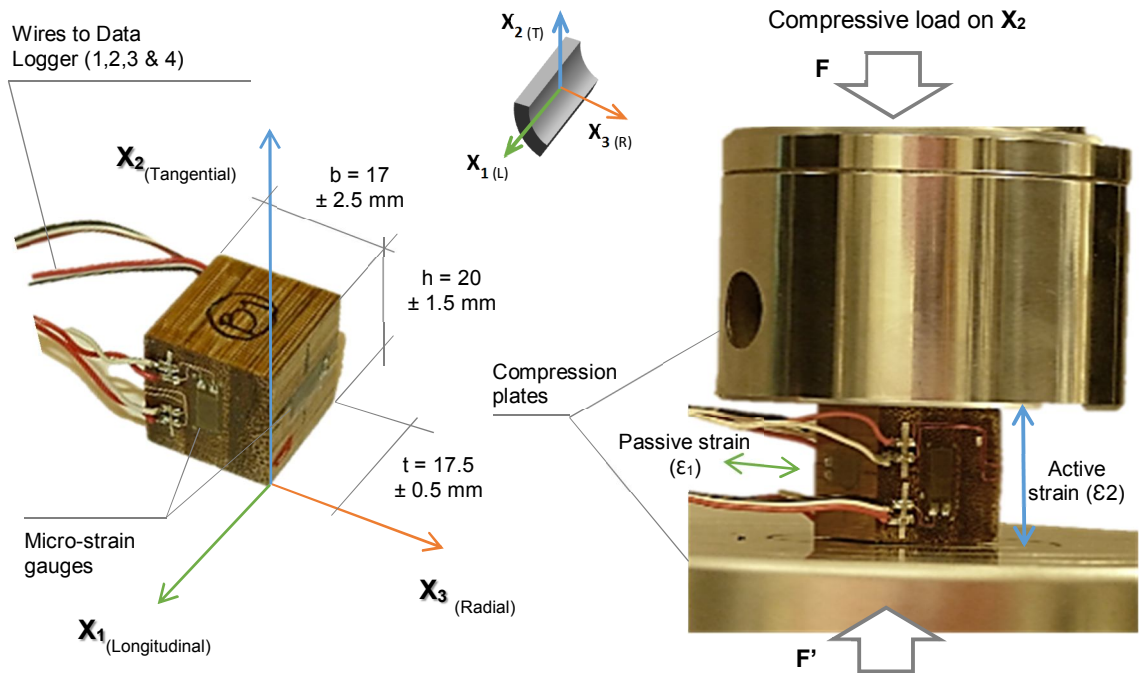 Wires to Data
Logger (1,2,3 & 4)
X2 (Tangential)
b = 17
± 2.5 mm
h = 20
± 1.5 mm
t = 17.5
± 0.5 mm
Micro-strain
gauges
X1 (Longitudinal)
X3 (Radial)
X2 (T)
X3 (R)
X1 (L)
Compressive load on X2
F
Compression
plates
Passive strain
(ε1)
Active
strain (ε2)
F'